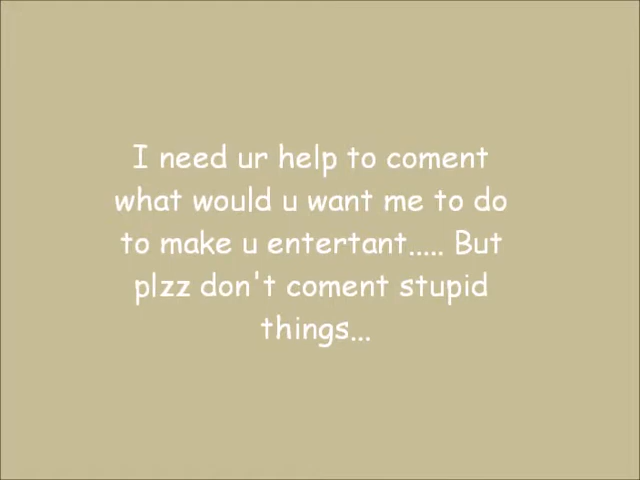 I need ur help to coment
what would u want me to do
to make u entertant..... But
plzz don't coment stupid
things...